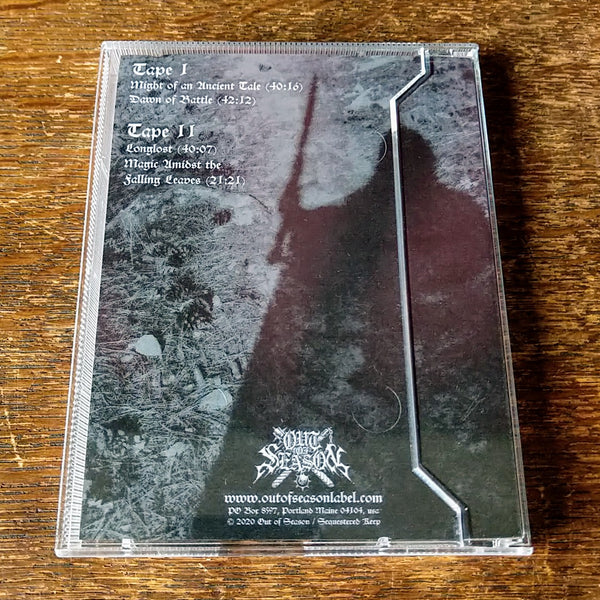 Tape I
Might of an Ancient Tale (40:16)
Dawn of Battle (42:12)
Tape II
Longlost (40:07)
Magic Amidst the
Falling Leaves (21:21)
OUT
OF
SEASON
www.outofseasonlabel.com
PO Box 8597, Portland Maine 04104, usa
© 2020 Out of Season / Sequestered Keep